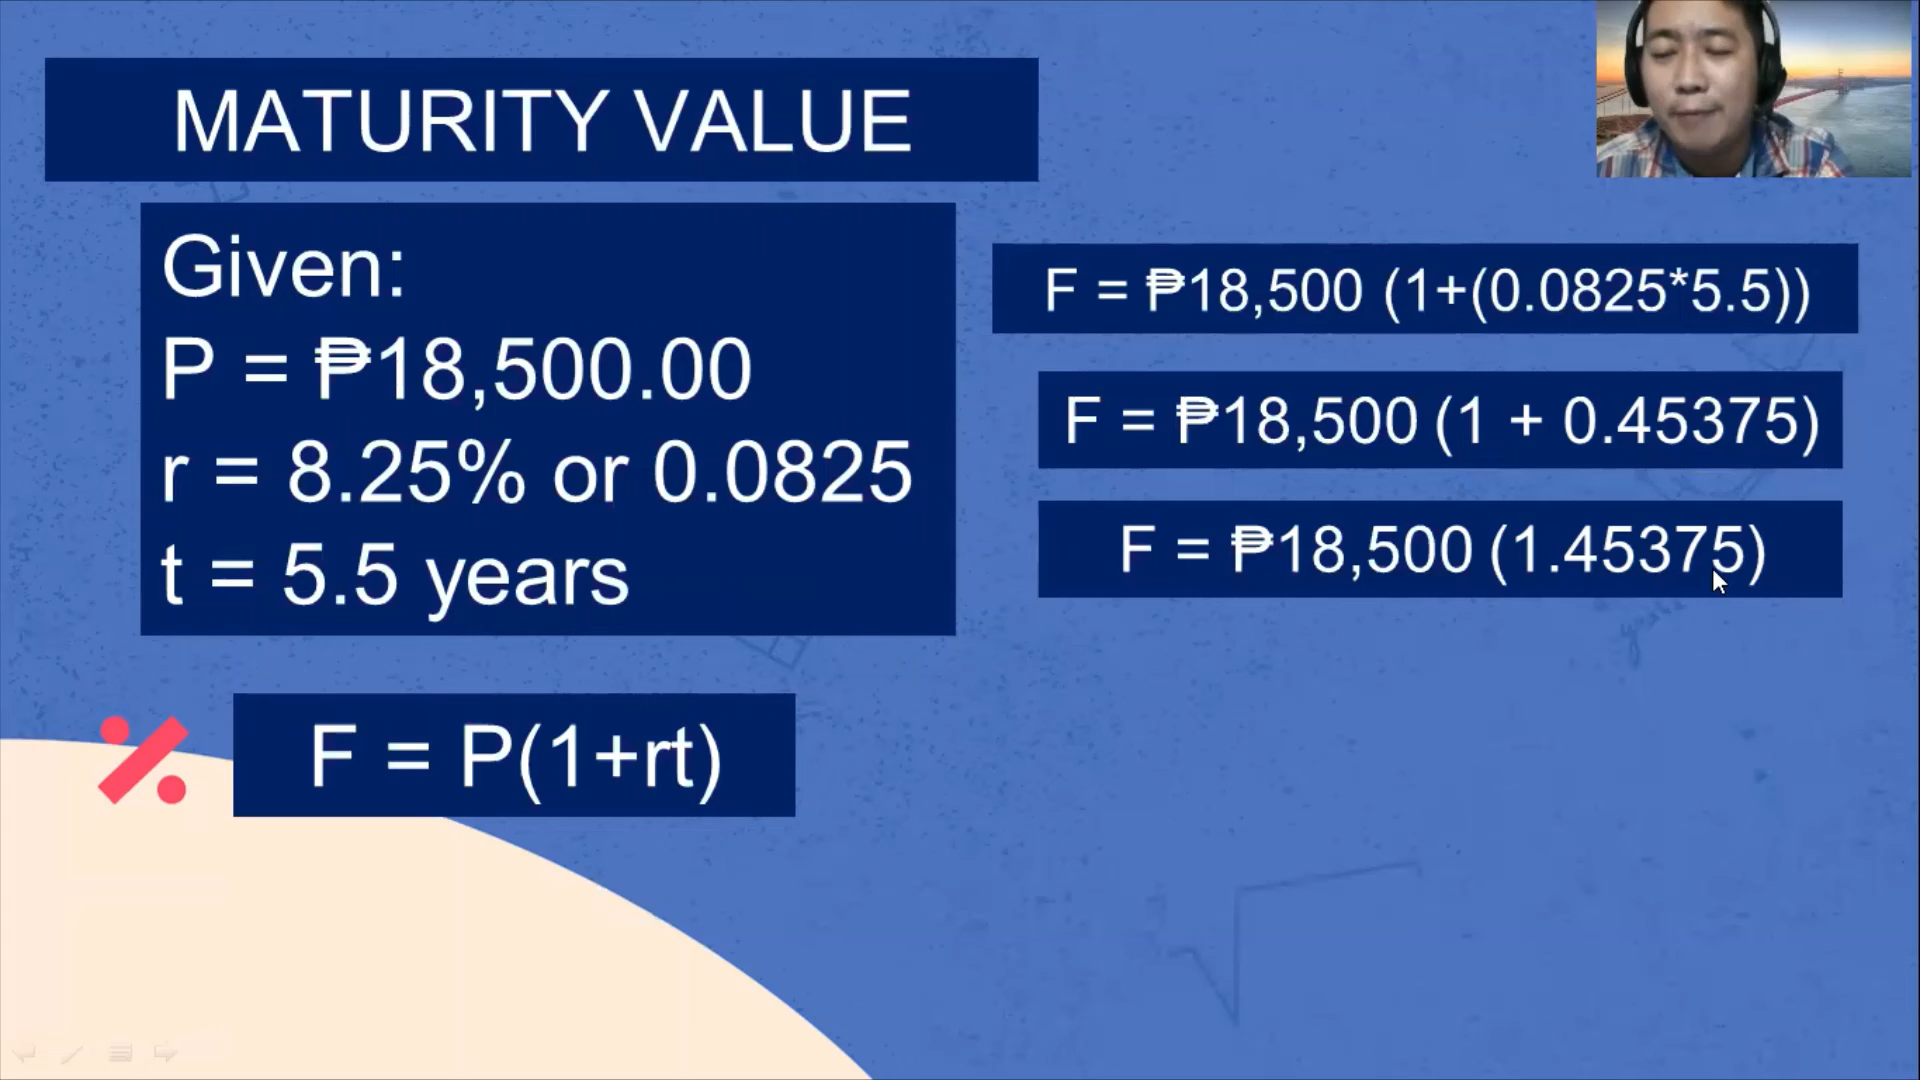 MATURITY VALUE
Given:
P = ₱18,500.00
r = 8.25% or 0.0825
t = 5.5 years
F = P(1+rt)
F = ₱18,500 (1+(0.0825*5.5))
F = ₱18,500 (1 + 0.45375)
F = ₱18,500 (1.45375)